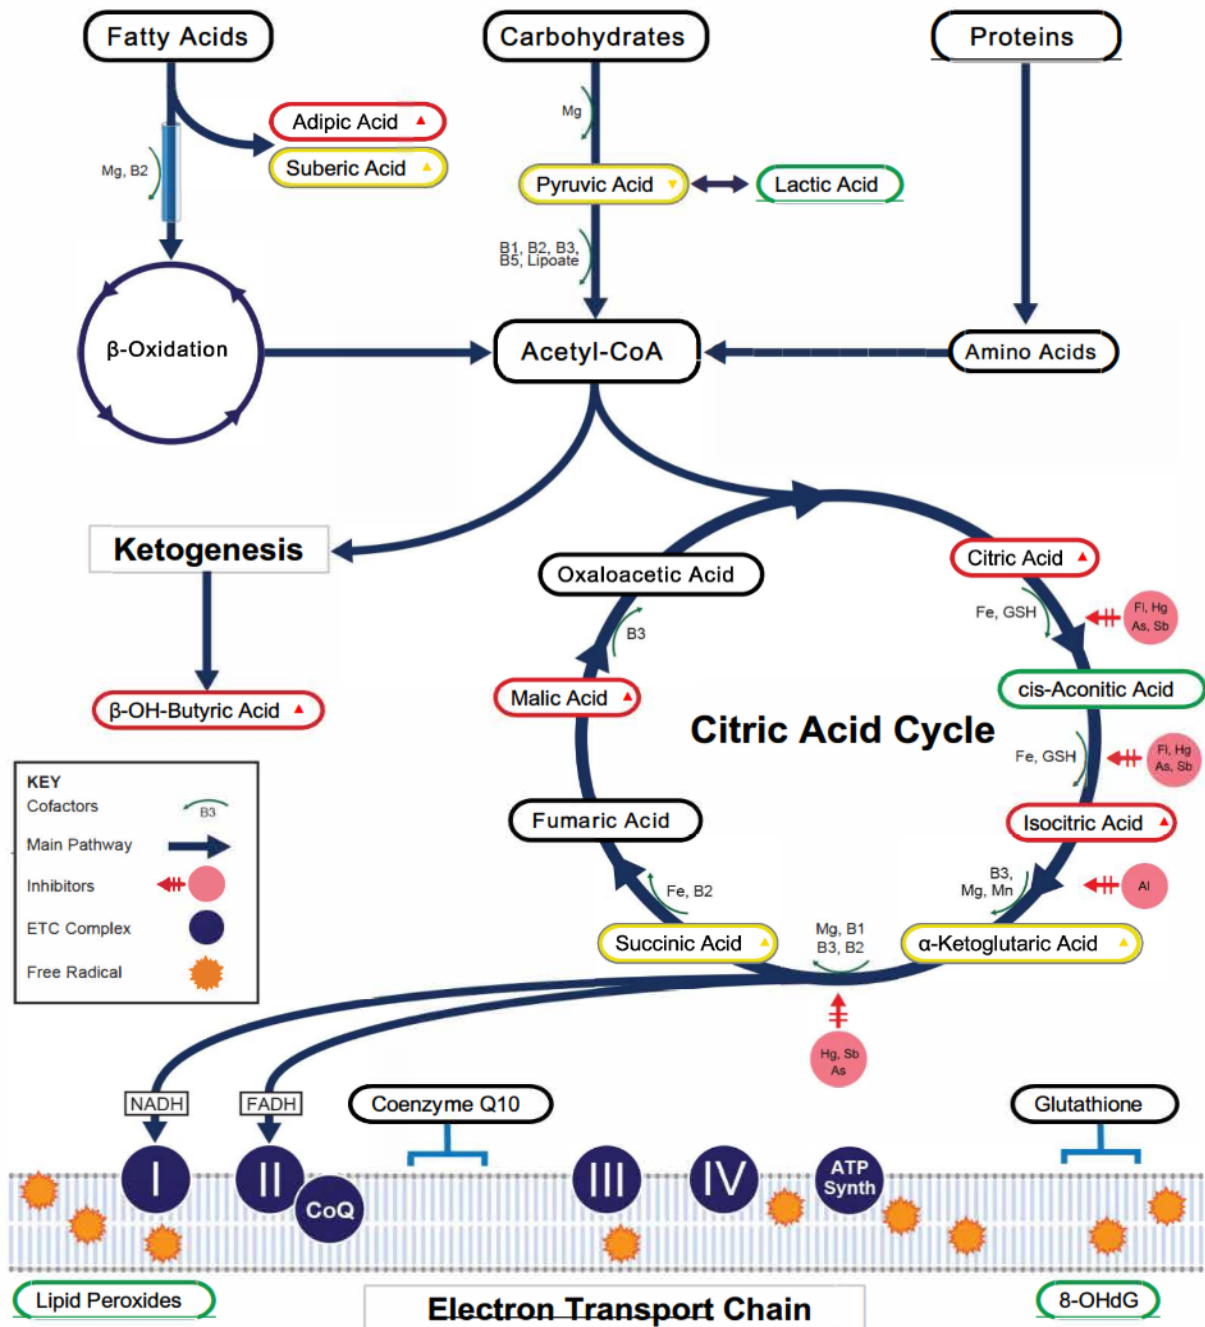 Fatty Acids
Carbohydrates
Proteins
Adipic Acid
Mg
Mg, B2
Suberic Acid
Pyruvic Acid
Lactic Acid
B1, B2, B3,
B5, Lipoate
β-Oxidation
Acetyl-CoA
Amino Acids
Ketogenesis
Oxaloacetic Acid
Citric Acid
Fe, GSH
Fl, Hg
As, Sb
B3
β-OH-Butyric Acid
Malic Acid
cis-Aconitic Acid
Citric Acid Cycle
Fe, GSH
Fl, Hg
As, Sb
KEY
Cofactors
B3
Main Pathway
Inhibitors
ETC Complex
Free Radical
Fumaric Acid
Isocitric Acid
Fe, B2
B3,
Mg, Mn
Al
Succinic Acid
Mg, B1
B3, B2
α-Ketoglutaric Acid
Hg, Sb
As
NADH
FADH
Coenzyme Q10
Glutathione
I
II
CoQ
III
IV
ATP
Synth
Lipid Peroxides
Electron Transport Chain
8-OHdG